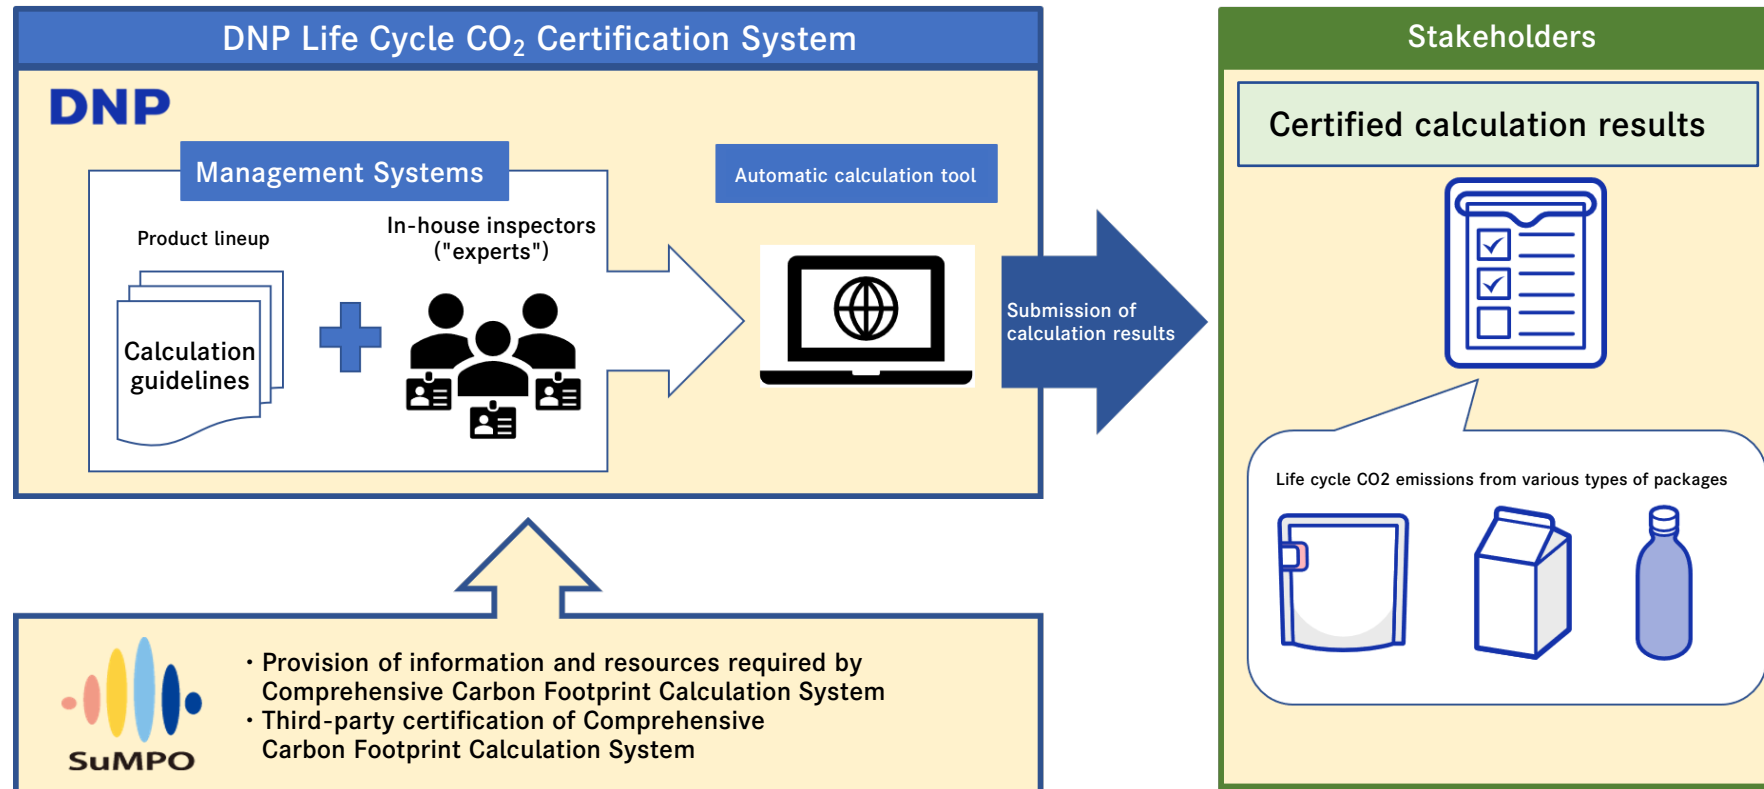 DNP Life Cycle CO₂ Certification System
DNP
Management Systems
Product lineup
Calculation
guidelines
In-house inspectors
("experts")
Automatic calculation tool
Submission of
calculation results
Stakeholders
Certified calculation results
Life cycle CO2 emissions from various types of packages
SuMPO
・Provision of information and resources required by
Comprehensive Carbon Footprint Calculation System
・Third-party certification of Comprehensive
Carbon Footprint Calculation System